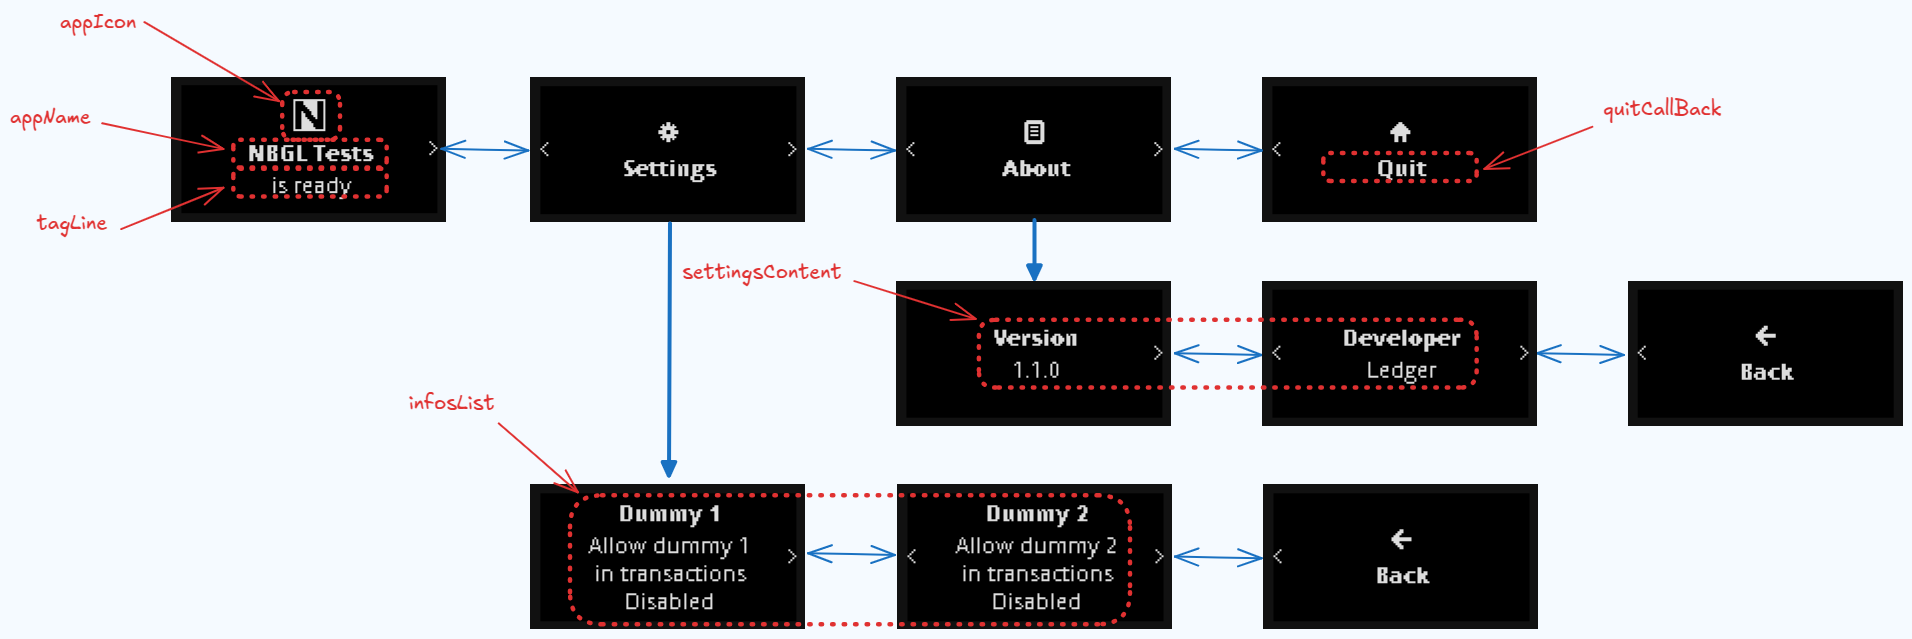 appIcon
appName
tagLine
N
NBGL Tests
is ready
Settings
About
Quit
quitCallBack
settingsContent
Version
1.1.0
Developer
Ledger
Back
infosList
Dummy 1
Allow dummy 1
in transactions
Disabled
Dummy 2
Allow dummy 2
in transactions
Disabled
Back